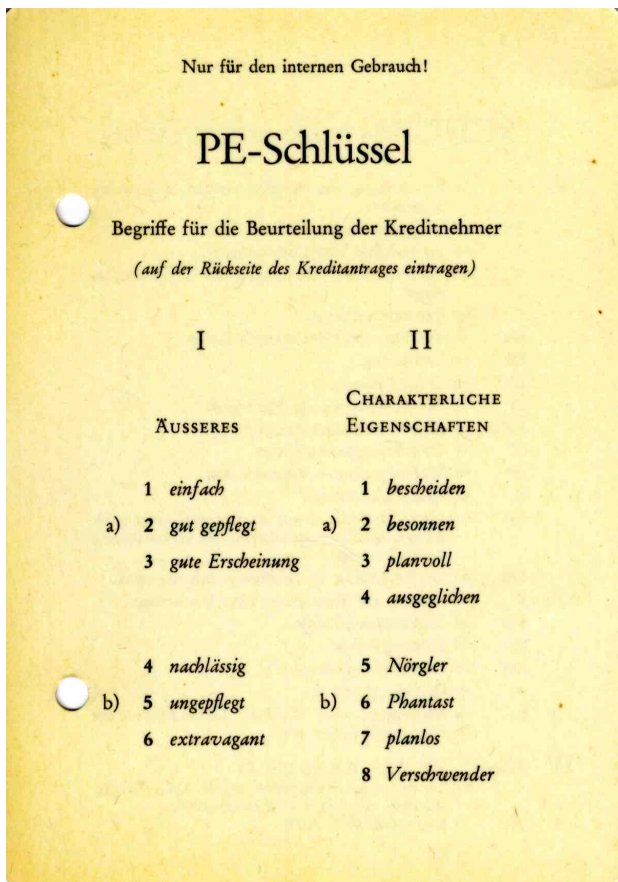 Nur für den internen Gebrauch!
PE-Schlüssel
Begriffe für die Beurteilung der Kreditnehmer
(auf der Rückseite des Kreditantrages eintragen)
I
ÄUSSERES
1 einfach
a) 2 gut gepflegt
3 gute Erscheinung
4 nachlässig
b) 5 ungepflegt
6 extravagant
II
CHARAKTERLICHE
EIGENSCHAFTEN
1 bescheiden
a) 2 besonnen
3 planvoll
4 ausgeglichen
5 Nörgler
b) 6 Phantast
7 planlos
8 Verschwender